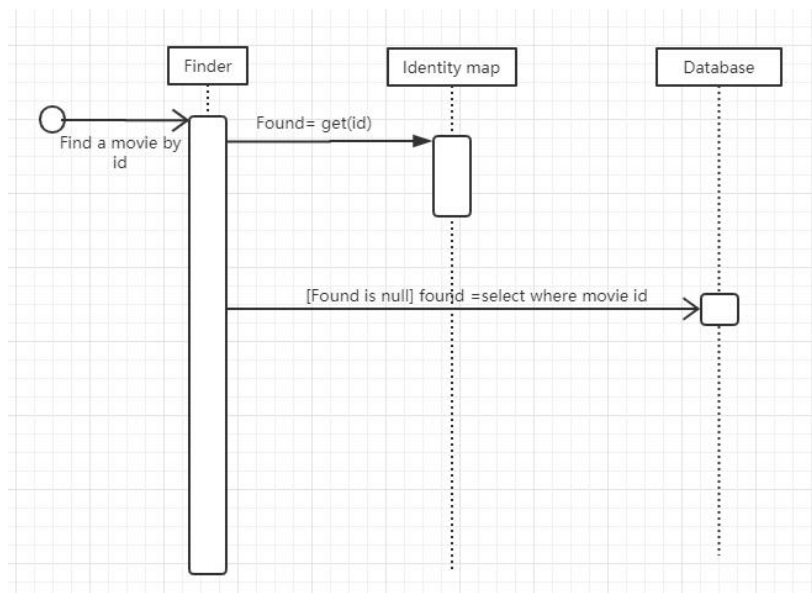 Finder
Identity map
Database
Find a movie by
id
Found= get(id)
[Found is null] found =select where movie id